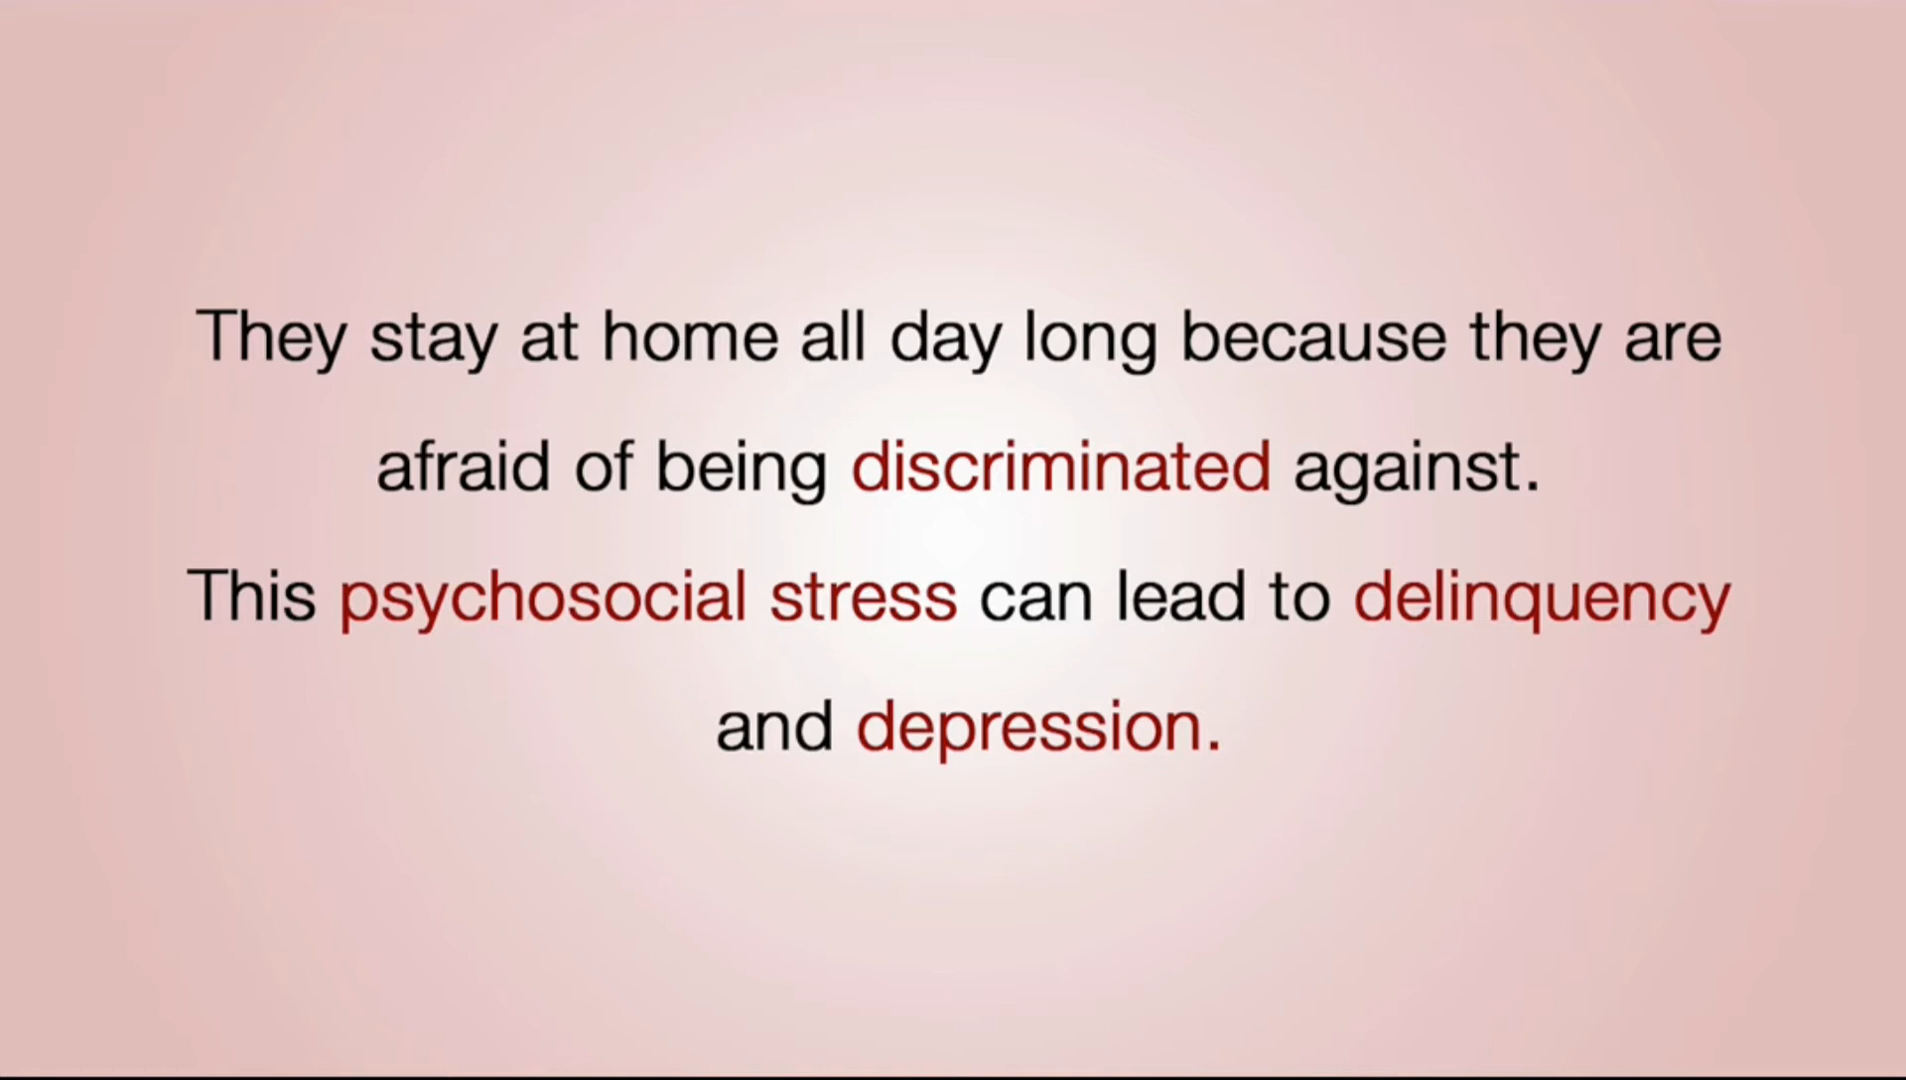 They stay at home all day long because they are
afraid of being discriminated against.
This psychosocial stress can lead to delinquency
and depression.